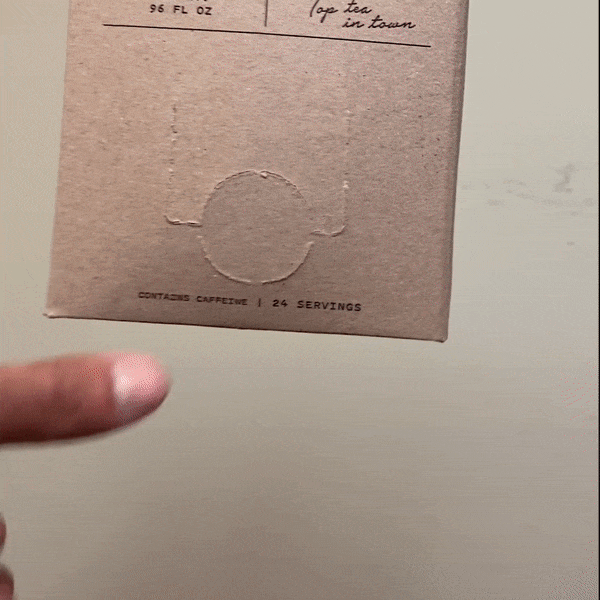 96 FL OZ
Top tea
in town
CONTAINS CAFFEINE | 24 SERVINGS